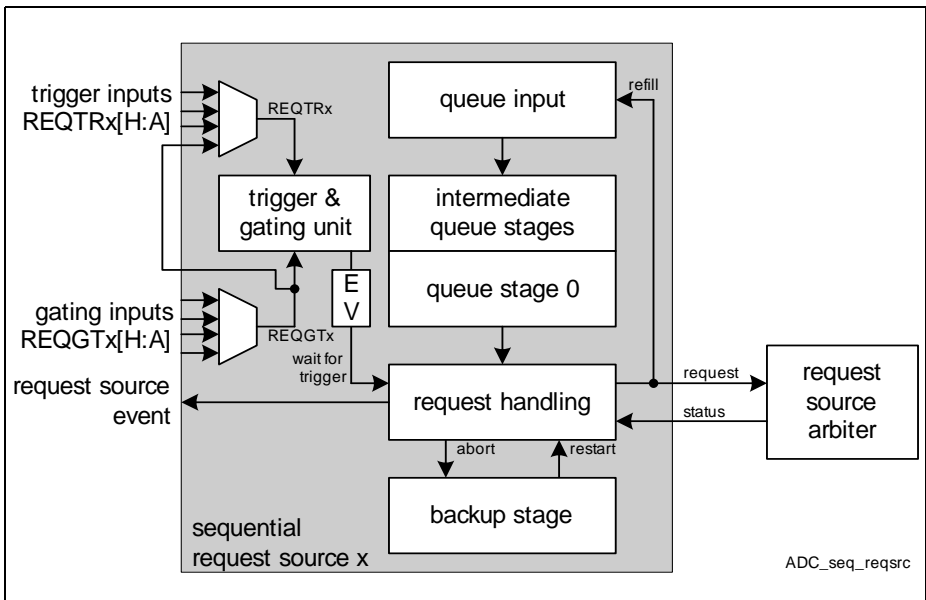 trigger inputs
REQTRx[H:A]
REQTRx
trigger &
gating unit
E
V
gating inputs
REQGTx[H:A]
REQGTx
wait for
trigger
request source
event
queue input
refill
intermediate
queue stages
queue stage 0
request handling
request
status
request
source
arbiter
abort
restart
backup stage
sequential
request source x
ADC_seq_reqsrc